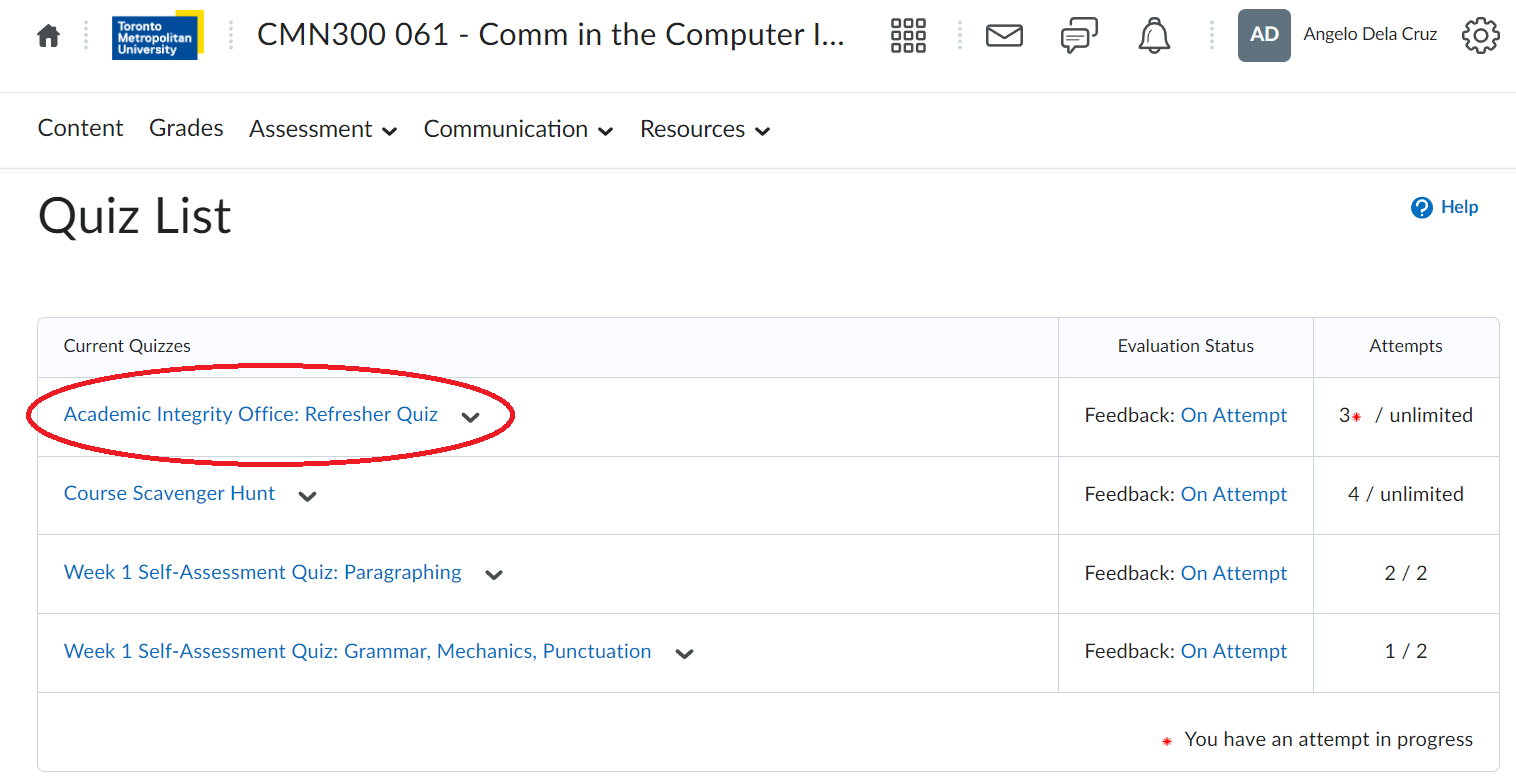 Toronto
Metropolitan
University
CMN300 061 - Comm in the Computer I...
AD
Angelo Dela Cruz
Content Grades Assessment Communication Resources
Quiz List
Help
Current Quizzes Evaluation Status Attempts
Academic Integrity Office: Refresher Quiz Feedback: On Attempt 3* / unlimited
Course Scavenger Hunt Feedback: On Attempt 4 / unlimited
Week 1 Self-Assessment Quiz: Paragraphing Feedback: On Attempt 2 / 2
Week 1 Self-Assessment Quiz: Grammar, Mechanics, Punctuation Feedback: On Attempt 1 / 2
* You have an attempt in progress